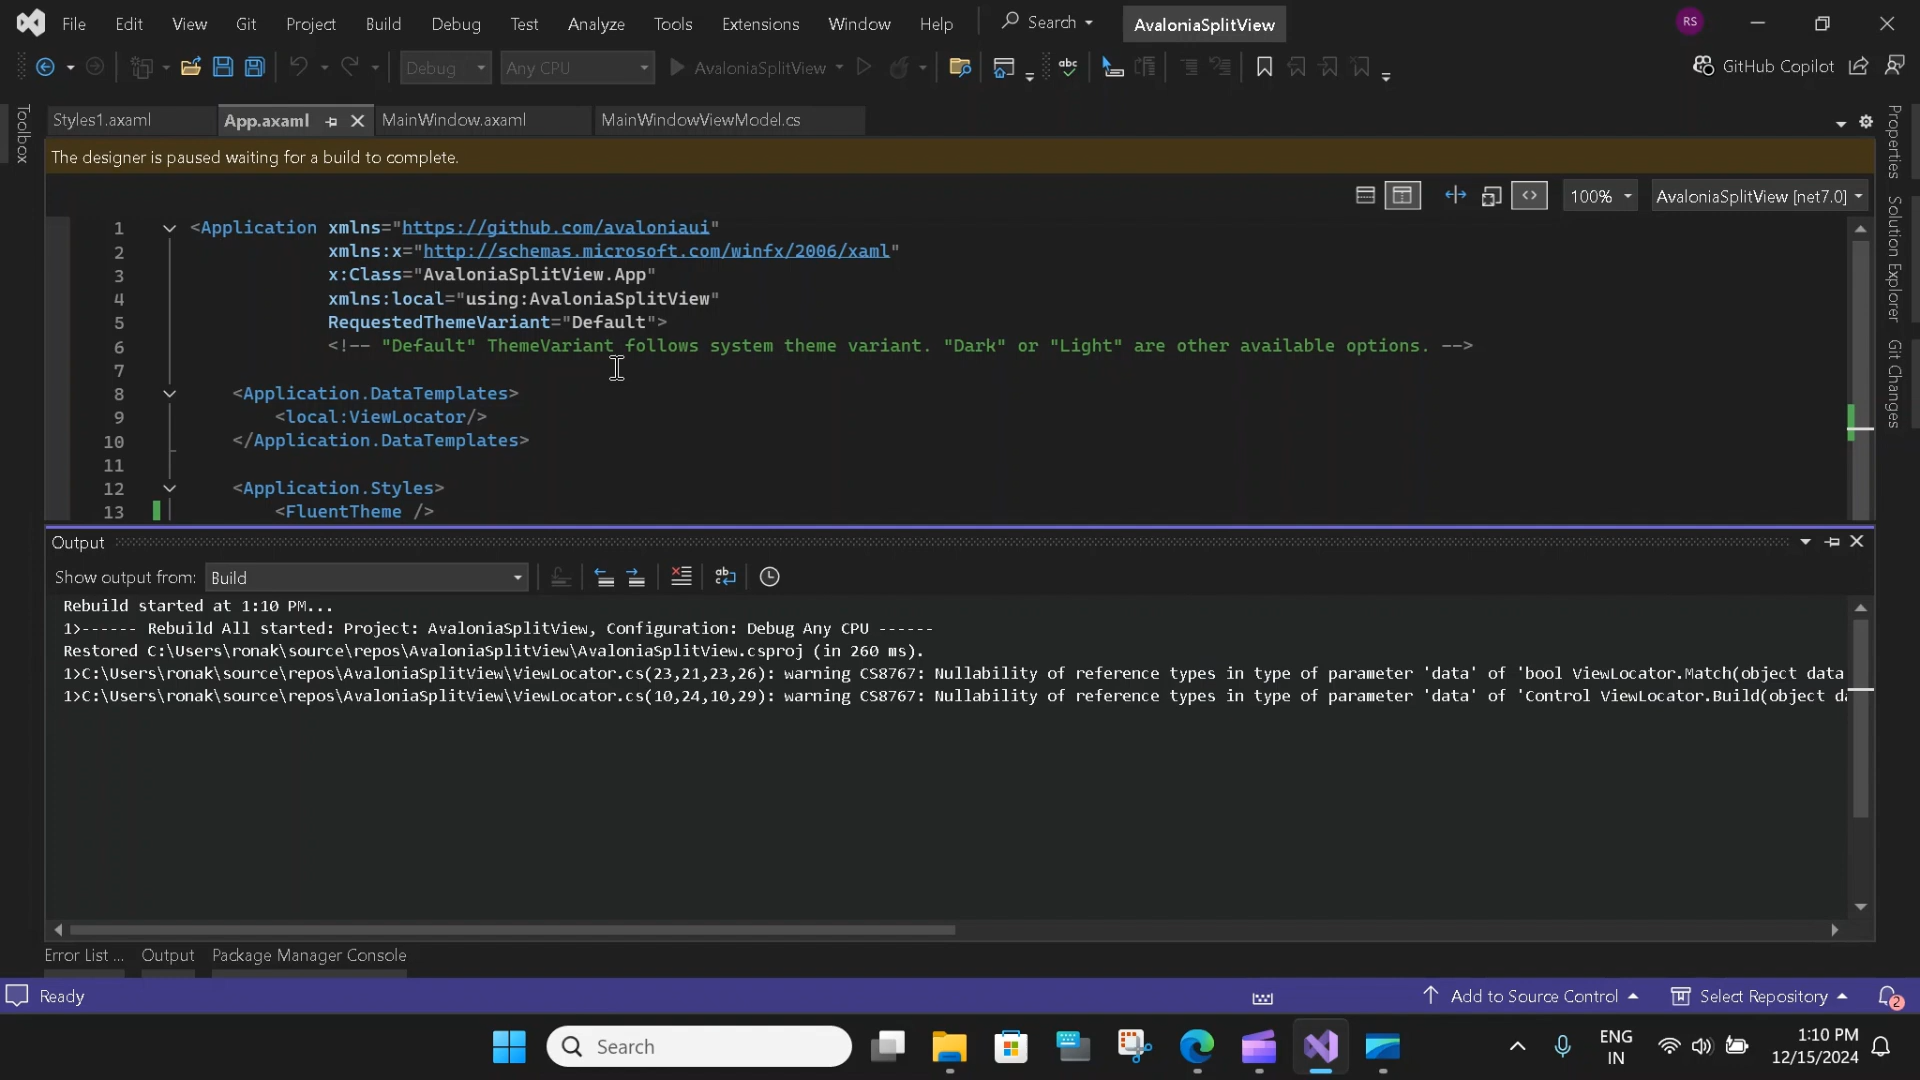 File Edit View Git Project Build Debug Test Analyze Tools Extensions Window Help Search AvaloniaSplitView RS
Debug Any CPU AvaloniaSplitView abc GitHub Copilot
Styles1.axaml App.axaml MainWindow.axaml MainWindowViewModel.cs
The designer is paused waiting for a build to complete.
100% AvaloniaSplitView [net7.0]
1 <Application xmlns="https://github.com/avaloniaui"
2 xmlns:x="http://schemas.microsoft.com/winfx/2006/xaml"
3 x:Class="AvaloniaSplitView.App"
4 xmlns:local="using:AvaloniaSplitView"
5 RequestedThemeVariant="Default">
6 <!-- "Default" ThemeVariant follows system theme variant. "Dark" or "Light" are other available options. -->
7
8 <Application.DataTemplates>
9 <local:ViewLocator/>
10 </Application.DataTemplates>
11
12 <Application.Styles>
13 <FluentTheme />
Toolbox
Properties
Solution Explorer
Git Changes
Output
Show output from: Build
Rebuild started at 1:10 PM...
1>------ Rebuild All started: Project: AvaloniaSplitView, Configuration: Debug Any CPU ------
Restored C:\Users\ronak\source\repos\AvaloniaSplitView\AvaloniaSplitView.csproj (in 260 ms).
1>C:\Users\ronak\source\repos\AvaloniaSplitView\ViewLocator.cs(23,21,23,26): warning CS8767: Nullability of reference types in type of parameter 'data' of 'bool ViewLocator.Match(object data
1>C:\Users\ronak\source\repos\AvaloniaSplitView\ViewLocator.cs(10,24,10,29): warning CS8767: Nullability of reference types in type of parameter 'data' of 'Control ViewLocator.Build(object da
Error List ... Output Package Manager Console
Ready Add to Source Control Select Repository 2
Search ENG 1:10 PM
IN 12/15/2024